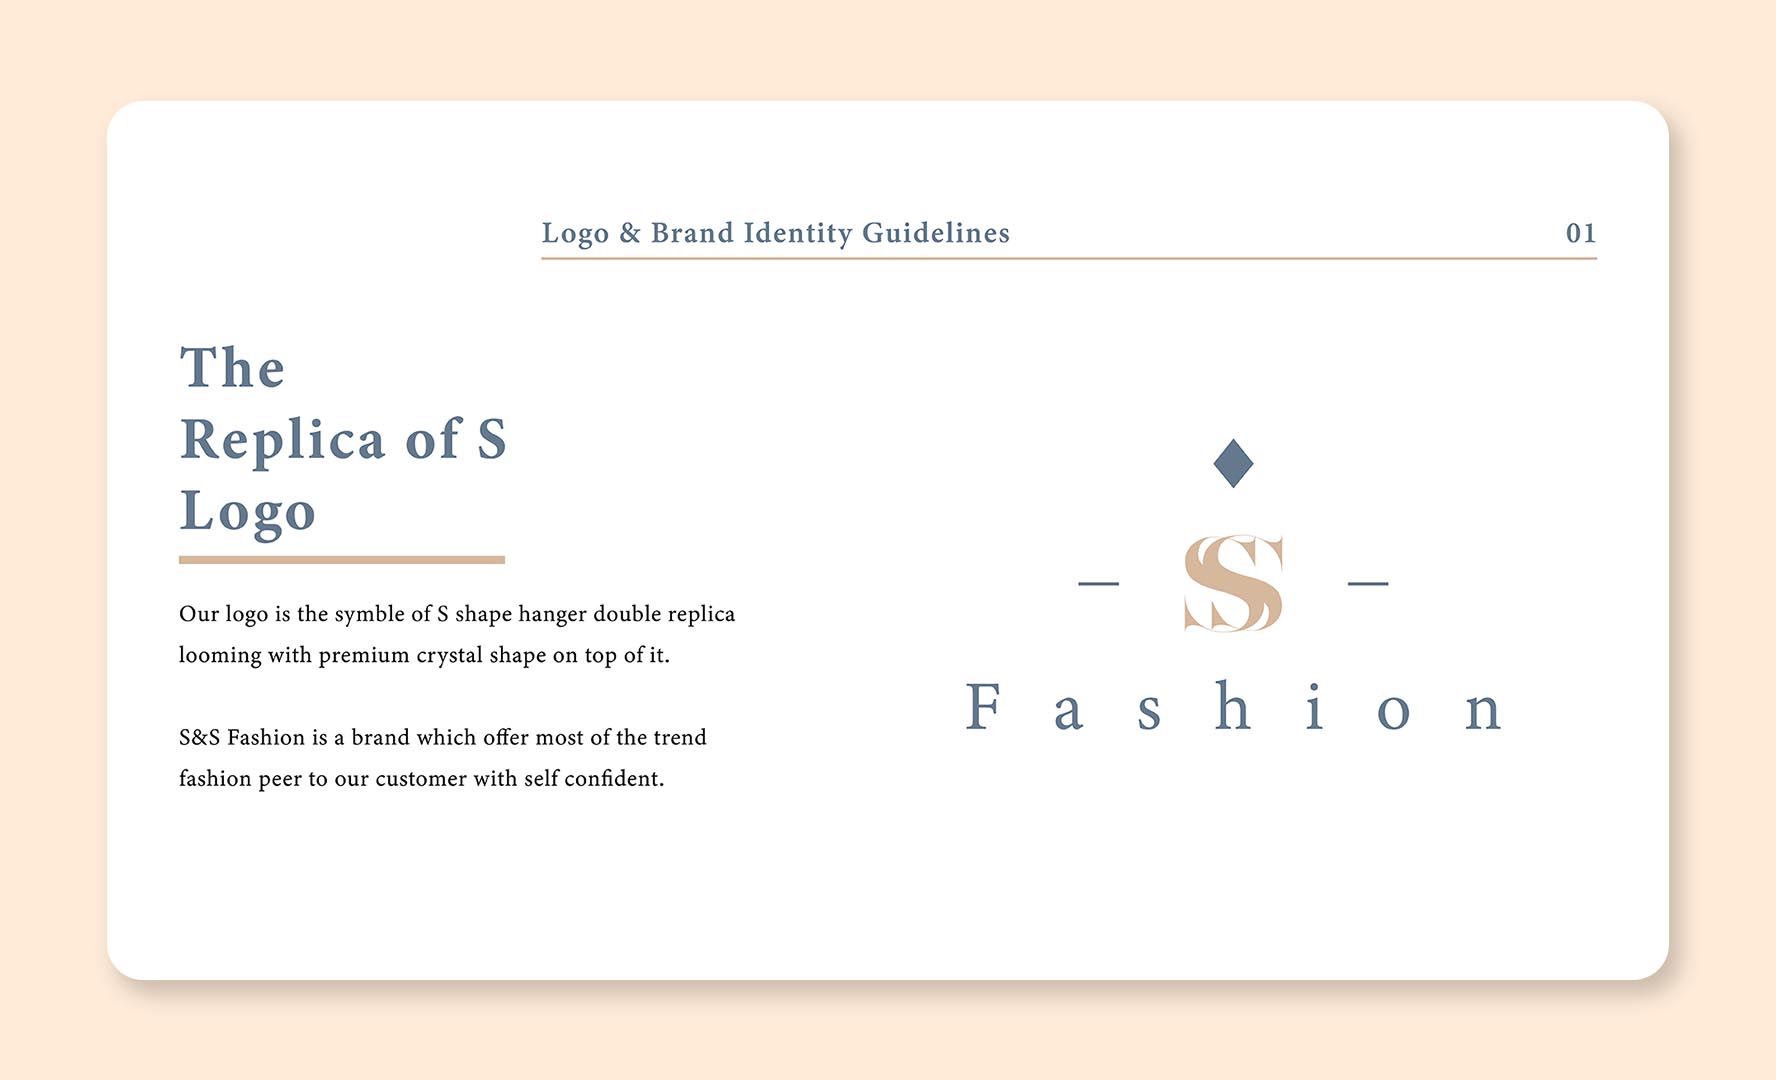 Logo & Brand Identity Guidelines 01
The
Replica of S
Logo
Our logo is the symble of S shape hanger double replica
looming with premium crystal shape on top of it.
S&S Fashion is a brand which offer most of the trend
fashion peer to our customer with self confident.
SS
Fashion